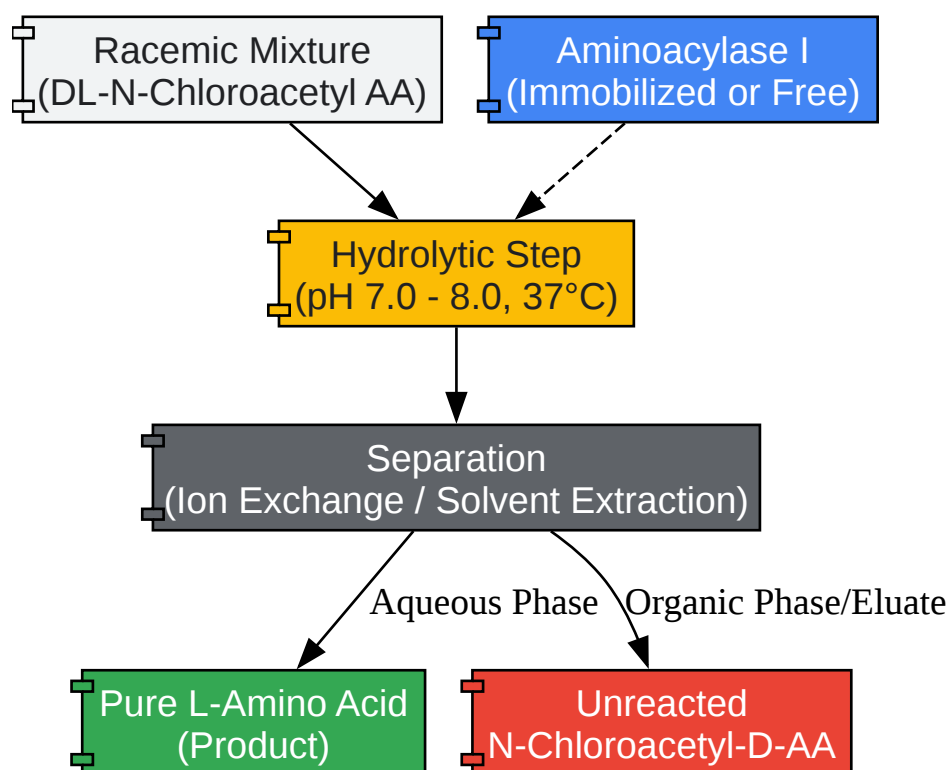 Racemic Mixture
(DL-N-Chloroacetyl AA)
Aminoacylase I
(Immobilized or Free)
Hydrolytic Step
(pH 7.0 - 8.0, 37°C)
Separation
(Ion Exchange / Solvent Extraction)
Aqueous Phase
Organic Phase/Eluate
Pure L-Amino Acid
(Product)
Unreacted
N-Chloroacetyl-D-AA